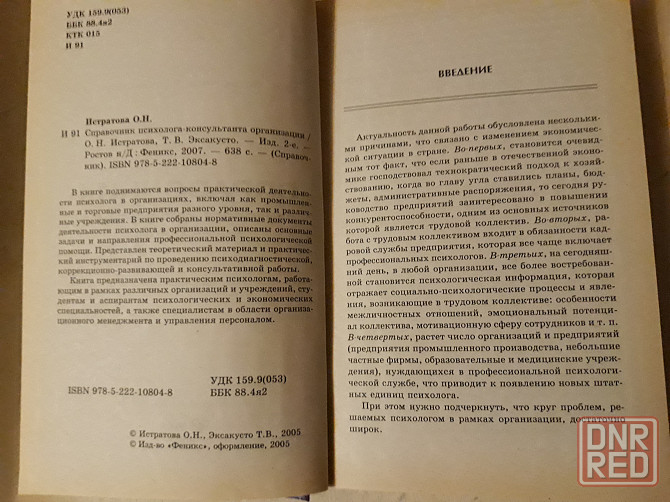 УДК 159.9(053)
ББК 88.4я2
КТК 015
И 91
Истратова О.Н.
И 91 Справочник психолога-консультанта организации /
О. Н. Истратова, Т. В. Эксакусто. — Изд. 2-е. —
Ростов н/Д : Феникс, 2007. — 638 с. — (Справоч-
ник). ISBN 978-5-222-10804-8
В книге поднимаются вопросы практической деятельнос-
ти психолога в организациях, включая как промышлен-
ные и торговые предприятия разного уровня, так и различ-
ные учреждения. В книге собраны нормативные документы
деятельности психолога в организации, описаны основные
задачи и направления профессиональной психологической
помощи. Представлен теоретический материал и практичес-
кий инструментарий по проведению психодиагностической,
коррекционно-развивающей и консультативной работы.
Книга предназначена практическим психологам, работаю-
ющим в рамках различных организаций и учреждений, сту-
дентам и аспирантам психологических и экономических
специальностей, а также специалистам в области организа-
ционного менеджмента и управления персоналом.
УДК 159.9(053)
ISBN 978-5-222-10804-8 ББК 88.4я2
© Истратова О.Н., Эксакусто Т.В., 2005
© Изд-во «Феникс», оформление, 2005
ВВЕДЕНИЕ
Актуальность данной работы обусловлена нескольки-
ми причинами, что связано с изменением экономичес-
кой ситуации в стране. Во-первых, становится очевид-
ным тот факт, что если раньше в отечественной эконо-
мике господствовал технократический подход к хозяй-
ствованию, когда во главу угла ставились планы, бюд-
жеты, административные распоряжения, то сегодня ру-
ководство предприятий заинтересовано в повышении
конкурентоспособности, одним из основных источников
которой является трудовой коллектив. Во-вторых, ра-
бота с трудовым коллективом входит в обязанности кад-
ровой службы предприятия, которая все чаще включает
профессиональных психологов. В-третьих, на сегодняш-
ний день, в любой организации, все более востребован-
ной становится психологическая информация, которая
отражает социально-психологические процессы и явле-
ния, возникающие в трудовом коллективе: особенности
межличностных отношений, эмоциональный потенци-
ал коллектива, мотивационную сферу сотрудников и т. п.
В-четвертых, растет число организаций и предприятий
(предприятия промышленного производства, небольшие
частные фирмы, образовательные и медицинские учреж-
дения), нуждающихся в профессиональной психологичес-
кой службе, что приводит к появлению новых штат-
ных единиц психолога.
При этом нужно подчеркнуть, что круг проблем, ре-
шаемых психологом в рамках организации, достаточно
широк.
DNR
RED